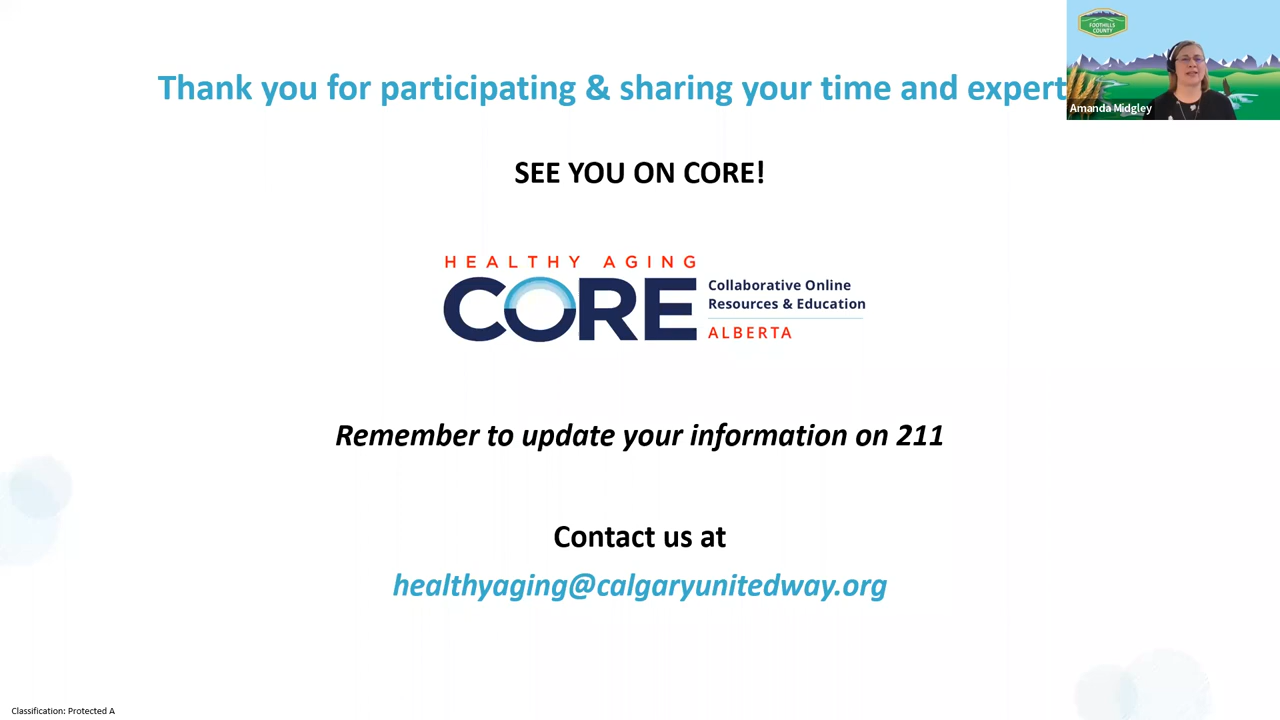 Thank you for participating & sharing your time and expert
FOOTHILLS
COUNTY
Amanda Midgley
SEE YOU ON CORE!
HEALTHY AGING
CORE
Collaborative Online
Resources & Education
ALBERTA
Remember to update your information on 211
Contact us at
healthyaging@calgaryunitedway.org
Classification: Protected A